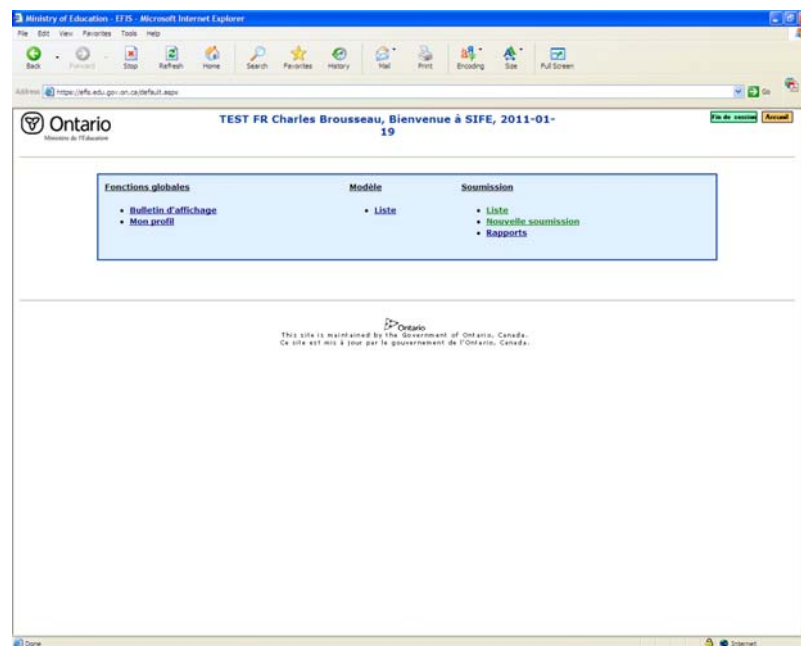 Ministry of Education - EFIS - Microsoft Internet Explorer
File Edit View Favorites Tools Help
Back Forward Stop Refresh Home Search Favorites History Mail Print Encoding Size Full Screen
Address https://efis.edu.gov.on.ca/default.aspx Go
Ontario
Ministère de l'Éducation
TEST FR Charles Brousseau, Bienvenue à SIFE, 2011-01-
19
Fin de session Accueil
Fonctions globales Modèle Soumission
Bulletin d'affichage Liste Liste
Mon profil Nouvelle soumission
Rapports
Ontario
This site is maintained by the Government of Ontario, Canada.
Ce site est mis à jour par le gouvernement de l'Ontario, Canada.
Done Internet